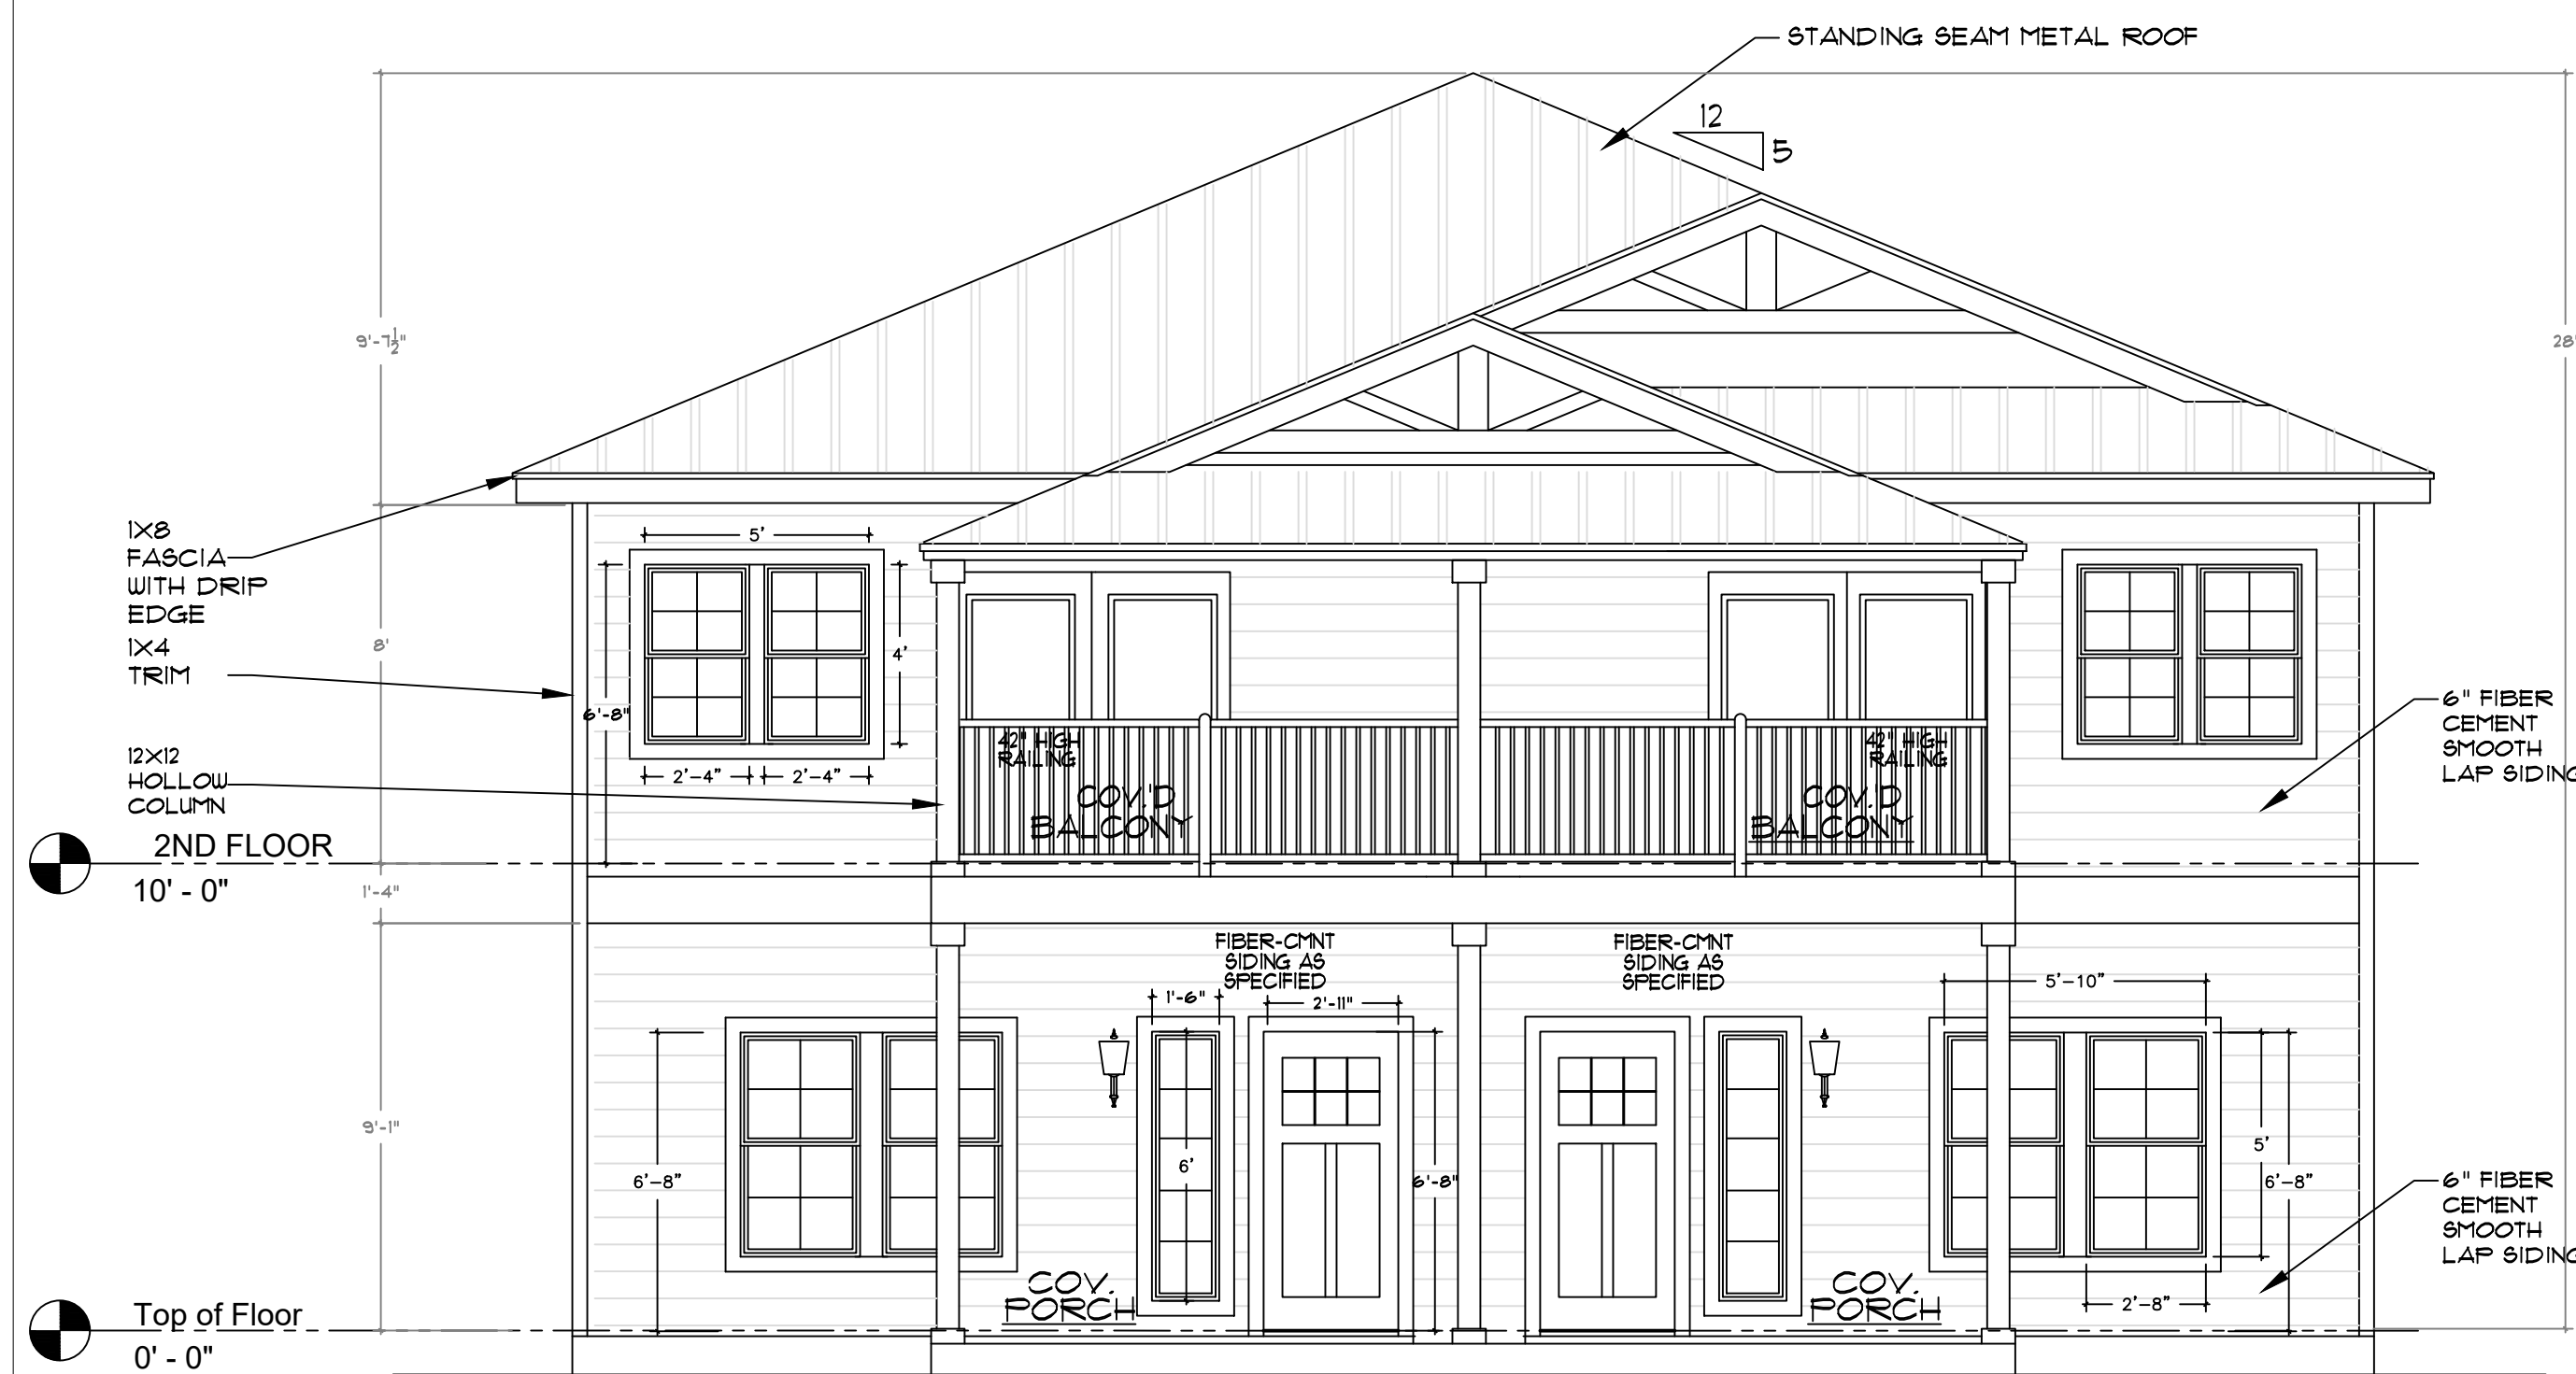 STANDING SEAM METAL ROOF
12
5
9'-7½"
28'
1X8
FASCIA
WITH DRIP
EDGE
1X4
TRIM
12X12
HOLLOW
COLUMN
5'
8'
4'
6'-8"
2'-4" 2'-4"
42" HIGH
RAILING
COV.'D
BALCONY
42" HIGH
RAILING
COV.'D
BALCONY
6" FIBER
CEMENT
SMOOTH
LAP SIDING
2ND FLOOR
10' - 0"
1'-4"
FIBER-CMNT
SIDING AS
SPECIFIED
FIBER-CMNT
SIDING AS
SPECIFIED
1'-6"
2'-11"
5'-10"
9'-1"
6'-8"
6'
6'-8"
5'
6'-8"
6" FIBER
CEMENT
SMOOTH
LAP SIDING
COV.
PORCH
COV.
PORCH
2'-8"
Top of Floor
0' - 0"